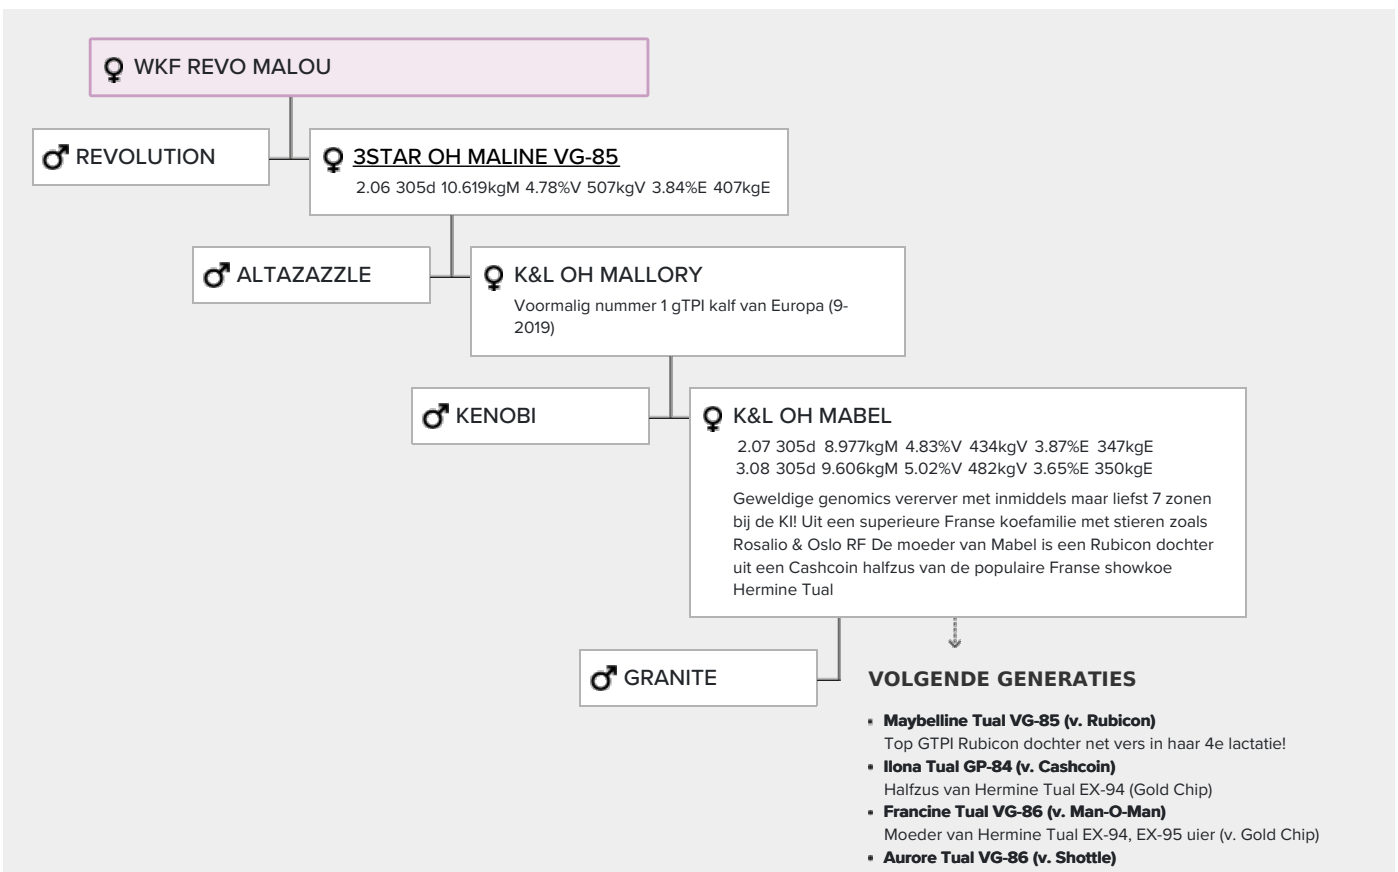 WKF REVO MALOU
REVOLUTION
3STAR OH MALINE VG-85
2.06 305d 10.619kgM 4.78%V 507kgV 3.84%E 407kgE
ALTAZAZZLE
K&L OH MALLORY
Voormalig nummer 1 gTPI kalf van Europa (9-
2019)
KENOBI
K&L OH MABEL
2.07 305d 8.977kgM 4.83%V 434kgV 3.87%E 347kgE
3.08 305d 9.606kgM 5.02%V 482kgV 3.65%E 350kgE
Geweldige genomics vererver met inmiddels maar liefst 7 zonen
bij de KI! Uit een superieure Franse koefamilie met stieren zoals
Rosalio & Oslo RF De moeder van Mabel is een Rubicon dochter
uit een Cashcoin halfzus van de populaire Franse showkoe
Hermine Tual
GRANITE
VOLGENDE GENERATIES
• Maybelline Tual VG-85 (v. Rubicon)
Top GTPI Rubicon dochter net vers in haar 4e lactatie!
• Ilona Tual GP-84 (v. Cashcoin)
Halfzus van Hermine Tual EX-94 (Gold Chip)
• Francine Tual VG-86 (v. Man-O-Man)
Moeder van Hermine Tual EX-94, EX-95 uier (v. Gold Chip)
• Aurore Tual VG-86 (v. Shottle)